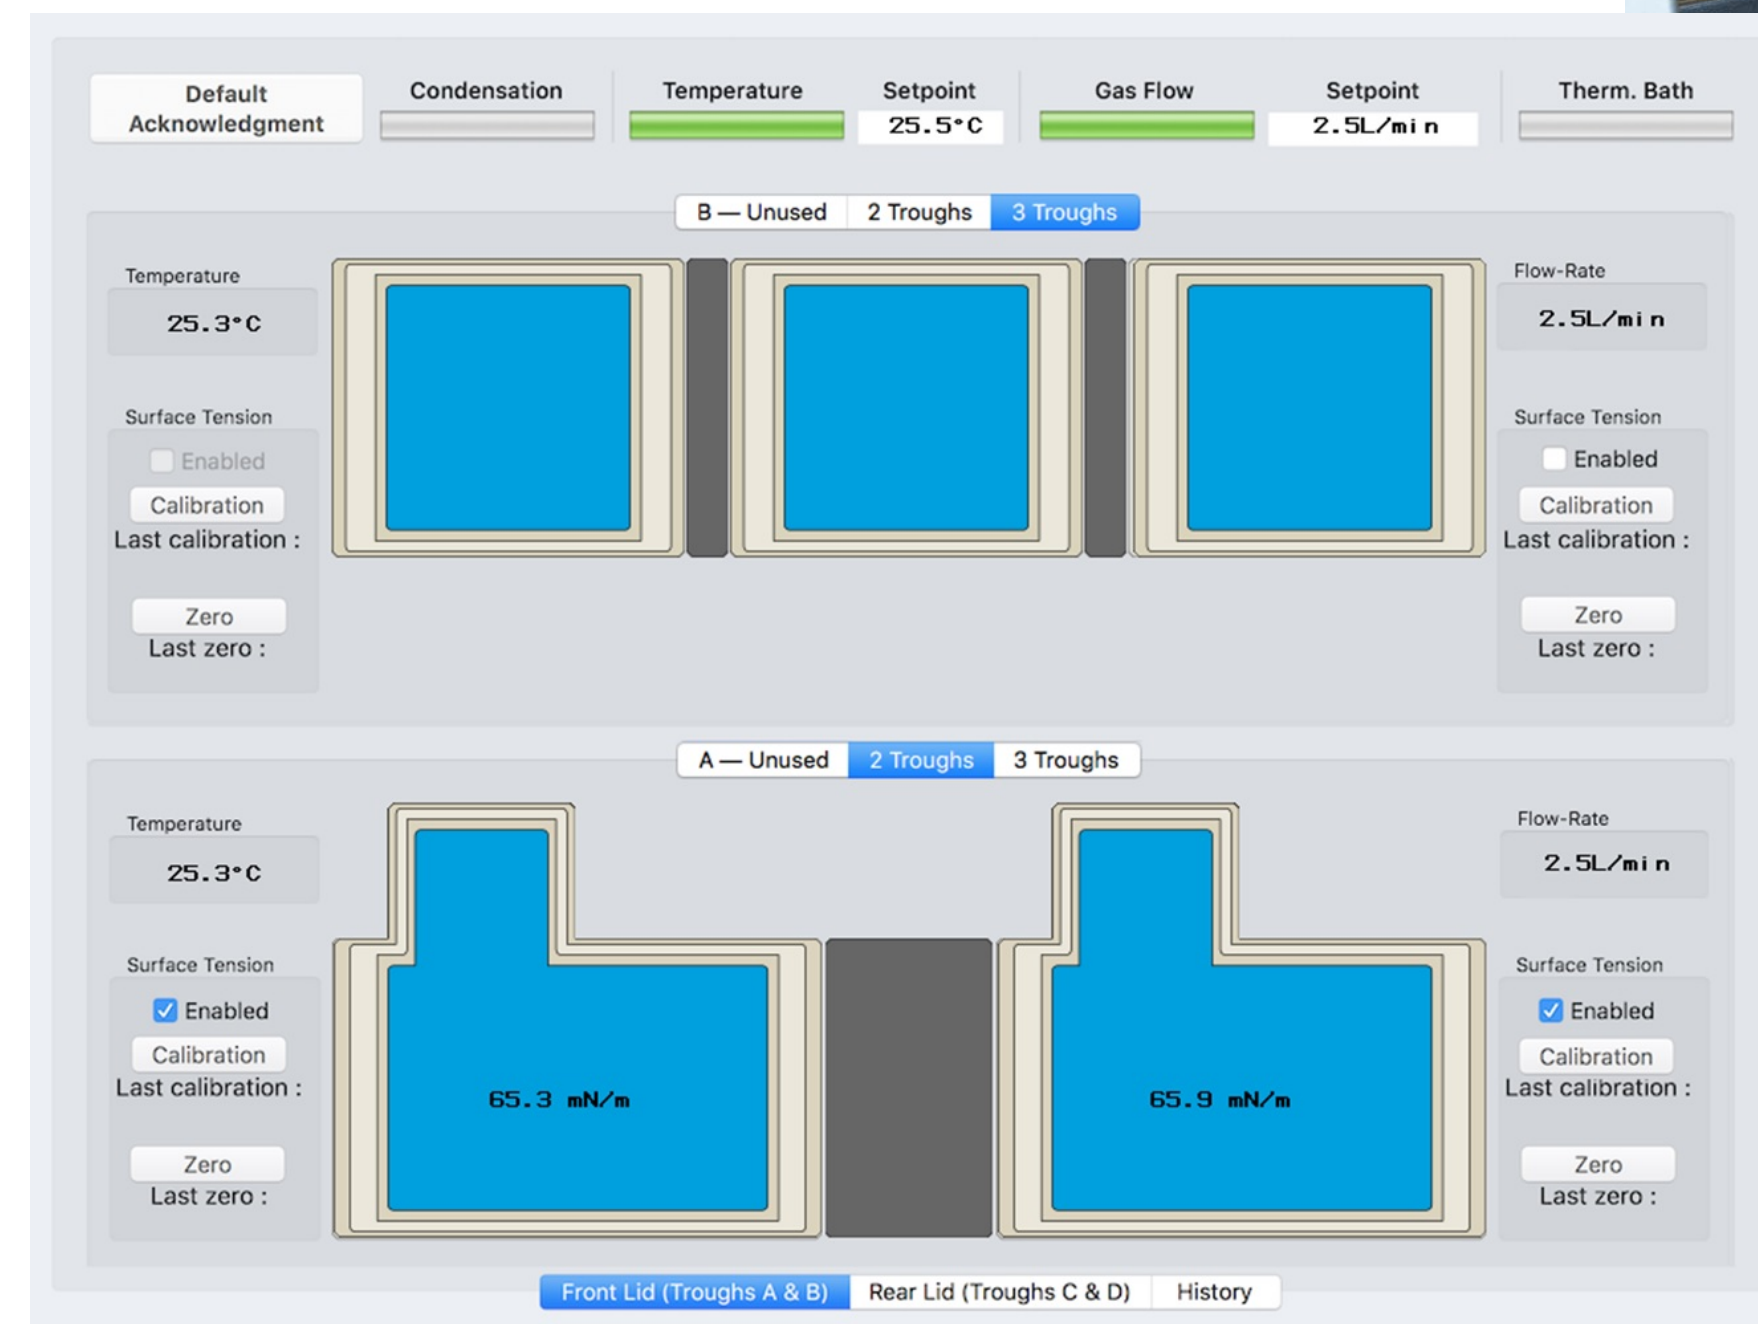 Default
Acknowledgment
Condensation
Temperature
Setpoint
25.5°C
Gas Flow
Setpoint
2.5L/min
Therm. Bath
B — Unused
2 Troughs
3 Troughs
Temperature
25.3°C
Flow-Rate
2.5L/min
Surface Tension
Enabled
Calibration
Last calibration :
Zero
Last zero :
Surface Tension
Enabled
Calibration
Last calibration :
Zero
Last zero :
A — Unused
2 Troughs
3 Troughs
Temperature
25.3°C
Flow-Rate
2.5L/min
Surface Tension
Enabled
Calibration
Last calibration :
Zero
Last zero :
65.3 mN/m
65.9 mN/m
Surface Tension
Enabled
Calibration
Last calibration :
Zero
Last zero :
Front Lid (Troughs A & B)
Rear Lid (Troughs C & D)
History